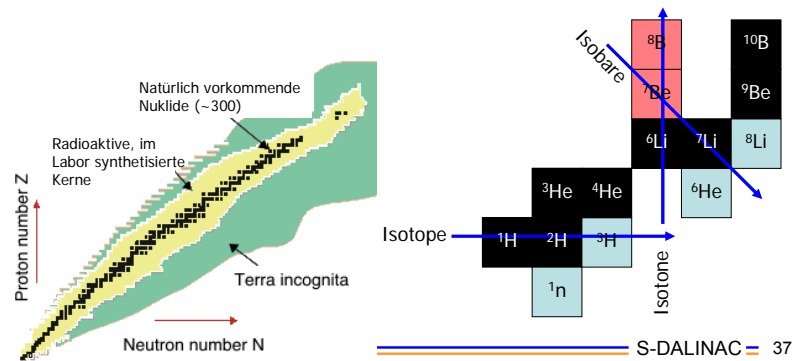 Natürlich vorkommende
Nuklide (~300)
Radioaktive, im
Labor synthetisierte
Kerne
Proton number Z
Terra incognita
Neutron number N
Isobare
⁸B
¹⁰B
⁷Be
⁹Be
⁶Li
⁷Li
⁸Li
³He
⁴He
⁶He
Isotope
¹H
²H
³H
¹n
Isotone
S-DALINAC
37